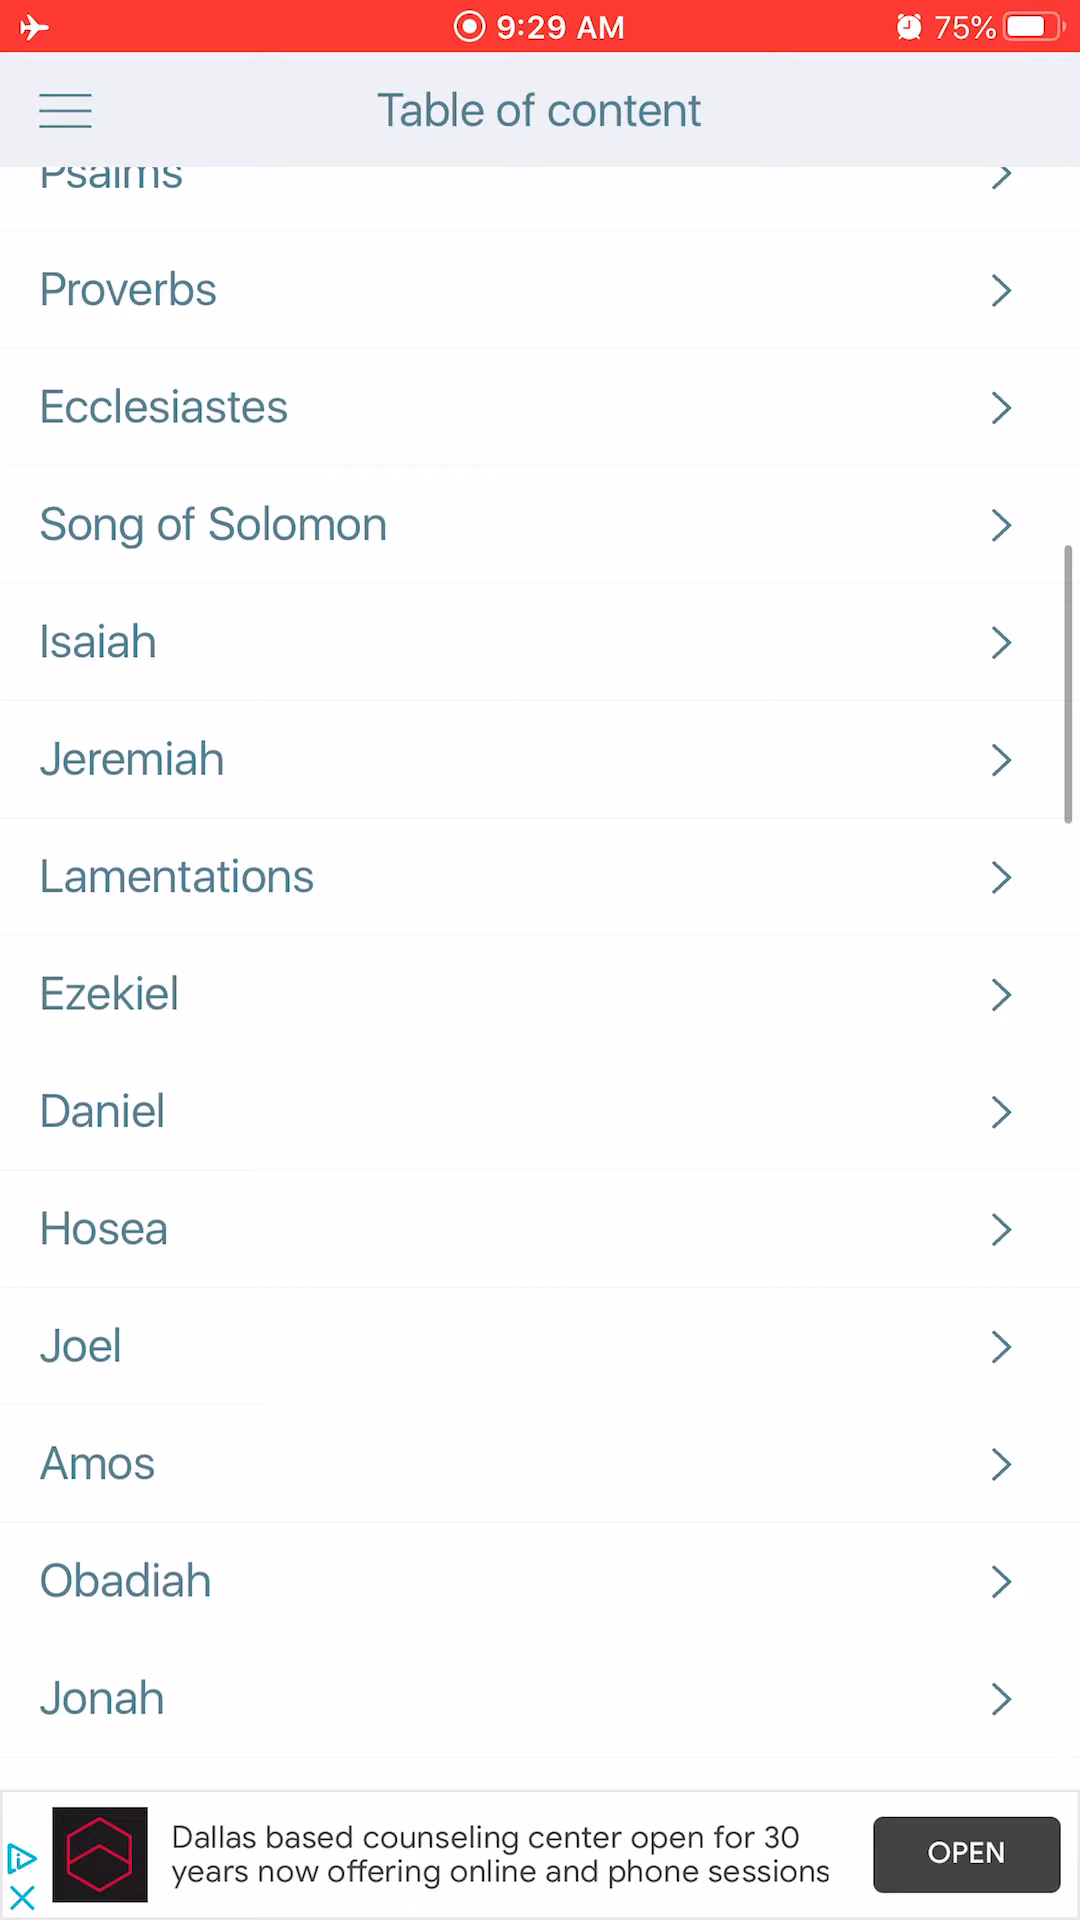 9:29 AM
75%
Table of content
Psalms
Proverbs
Ecclesiastes
Song of Solomon
Isaiah
Jeremiah
Lamentations
Ezekiel
Daniel
Hosea
Joel
Amos
Obadiah
Jonah
Dallas based counseling center open for 30
years now offering online and phone sessions
OPEN